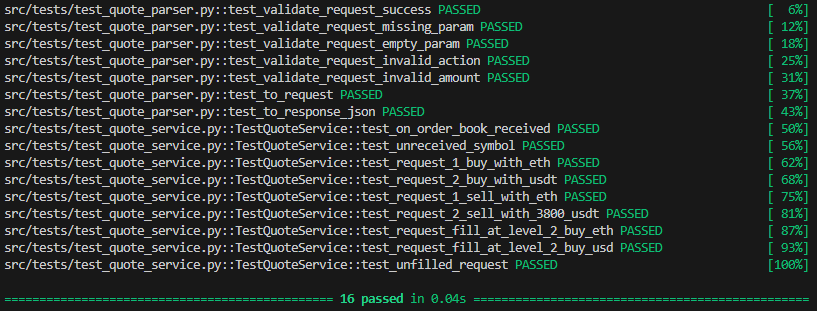 src/tests/test_quote_parser.py::test_validate_request_success PASSED [  6%]
src/tests/test_quote_parser.py::test_validate_request_missing_param PASSED [ 12%]
src/tests/test_quote_parser.py::test_validate_request_empty_param PASSED [ 18%]
src/tests/test_quote_parser.py::test_validate_request_invalid_action PASSED [ 25%]
src/tests/test_quote_parser.py::test_validate_request_invalid_amount PASSED [ 31%]
src/tests/test_quote_parser.py::test_to_request PASSED [ 37%]
src/tests/test_quote_parser.py::test_to_response_json PASSED [ 43%]
src/tests/test_quote_service.py::TestQuoteService::test_on_order_book_received PASSED [ 50%]
src/tests/test_quote_service.py::TestQuoteService::test_unreceived_symbol PASSED [ 56%]
src/tests/test_quote_service.py::TestQuoteService::test_request_1_buy_with_eth PASSED [ 62%]
src/tests/test_quote_service.py::TestQuoteService::test_request_2_buy_with_usdt PASSED [ 68%]
src/tests/test_quote_service.py::TestQuoteService::test_request_1_sell_with_eth PASSED [ 75%]
src/tests/test_quote_service.py::TestQuoteService::test_request_2_sell_with_3800_usdt PASSED [ 81%]
src/tests/test_quote_service.py::TestQuoteService::test_request_fill_at_level_2_buy_eth PASSED [ 87%]
src/tests/test_quote_service.py::TestQuoteService::test_request_fill_at_level_2_buy_usd PASSED [ 93%]
src/tests/test_quote_service.py::TestQuoteService::test_unfilled_request PASSED [100%]
=============================================== 16 passed in 0.04s ================================================